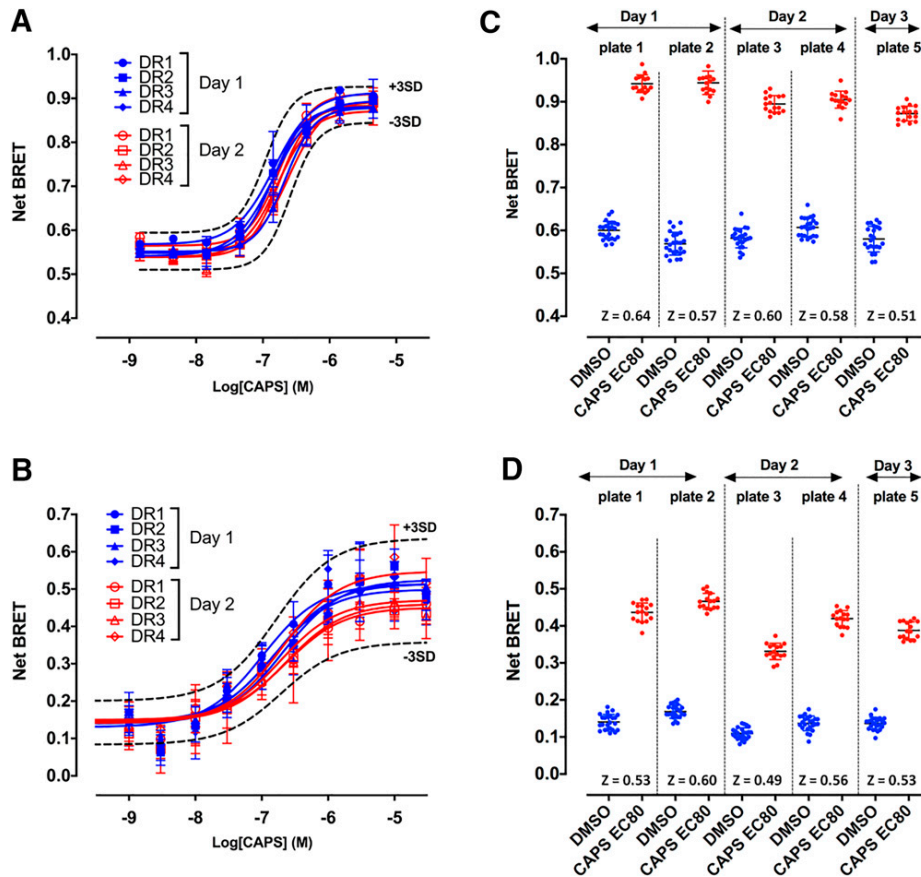 A
DR1
DR2
DR3
DR4
Day 1
DR1
DR2
DR3
DR4
Day 2
+3SD
-3SD
Net BRET
1.0
0.9
0.8
0.7
0.6
0.5
0.4
-9 -8 -7 -6 -5
Log[CAPS] (M)
C
Day 1 Day 2 Day 3
plate 1 plate 2 plate 3 plate 4 plate 5
Net BRET
1.0
0.9
0.8
0.7
0.6
0.5
0.4
Z = 0.64 Z = 0.57 Z = 0.60 Z = 0.58 Z = 0.51
DMSO CAPS EC80 DMSO CAPS EC80 DMSO CAPS EC80 DMSO CAPS EC80 DMSO CAPS EC80
B
DR1
DR2
DR3
DR4
Day 1
DR1
DR2
DR3
DR4
Day 2
+3SD
-3SD
Net BRET
0.7
0.6
0.5
0.4
0.3
0.2
0.1
0.0
-9 -8 -7 -6 -5
Log[CAPS] (M)
D
Day 1 Day 2 Day 3
plate 1 plate 2 plate 3 plate 4 plate 5
Net BRET
0.7
0.6
0.5
0.4
0.3
0.2
0.1
0.0
Z = 0.53 Z = 0.60 Z = 0.49 Z = 0.56 Z = 0.53
DMSO CAPS EC80 DMSO CAPS EC80 DMSO CAPS EC80 DMSO CAPS EC80 DMSO CAPS EC80